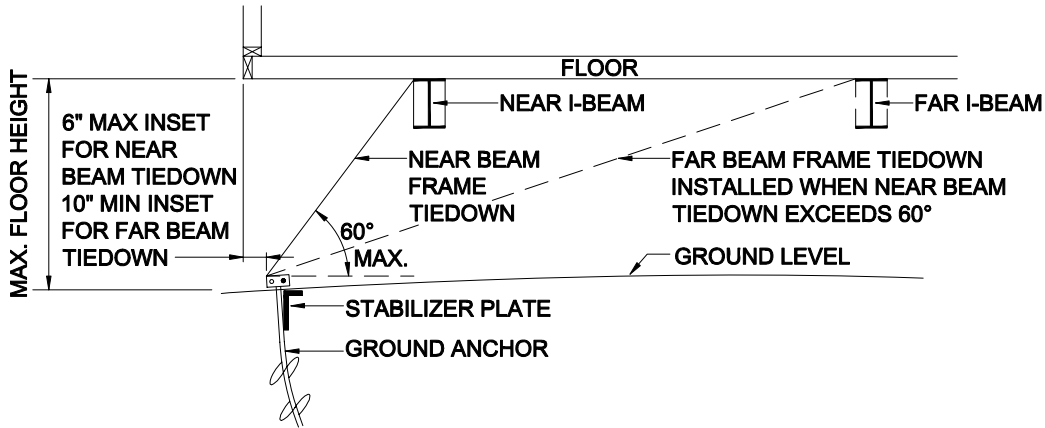 FLOOR
NEAR I-BEAM
FAR I-BEAM
MAX. FLOOR HEIGHT
6" MAX INSET
FOR NEAR
BEAM TIEDOWN
10" MIN INSET
FOR FAR BEAM
TIEDOWN
NEAR BEAM
FRAME
TIEDOWN
FAR BEAM FRAME TIEDOWN
INSTALLED WHEN NEAR BEAM
TIEDOWN EXCEEDS 60°
60°
MAX.
GROUND LEVEL
STABILIZER PLATE
GROUND ANCHOR